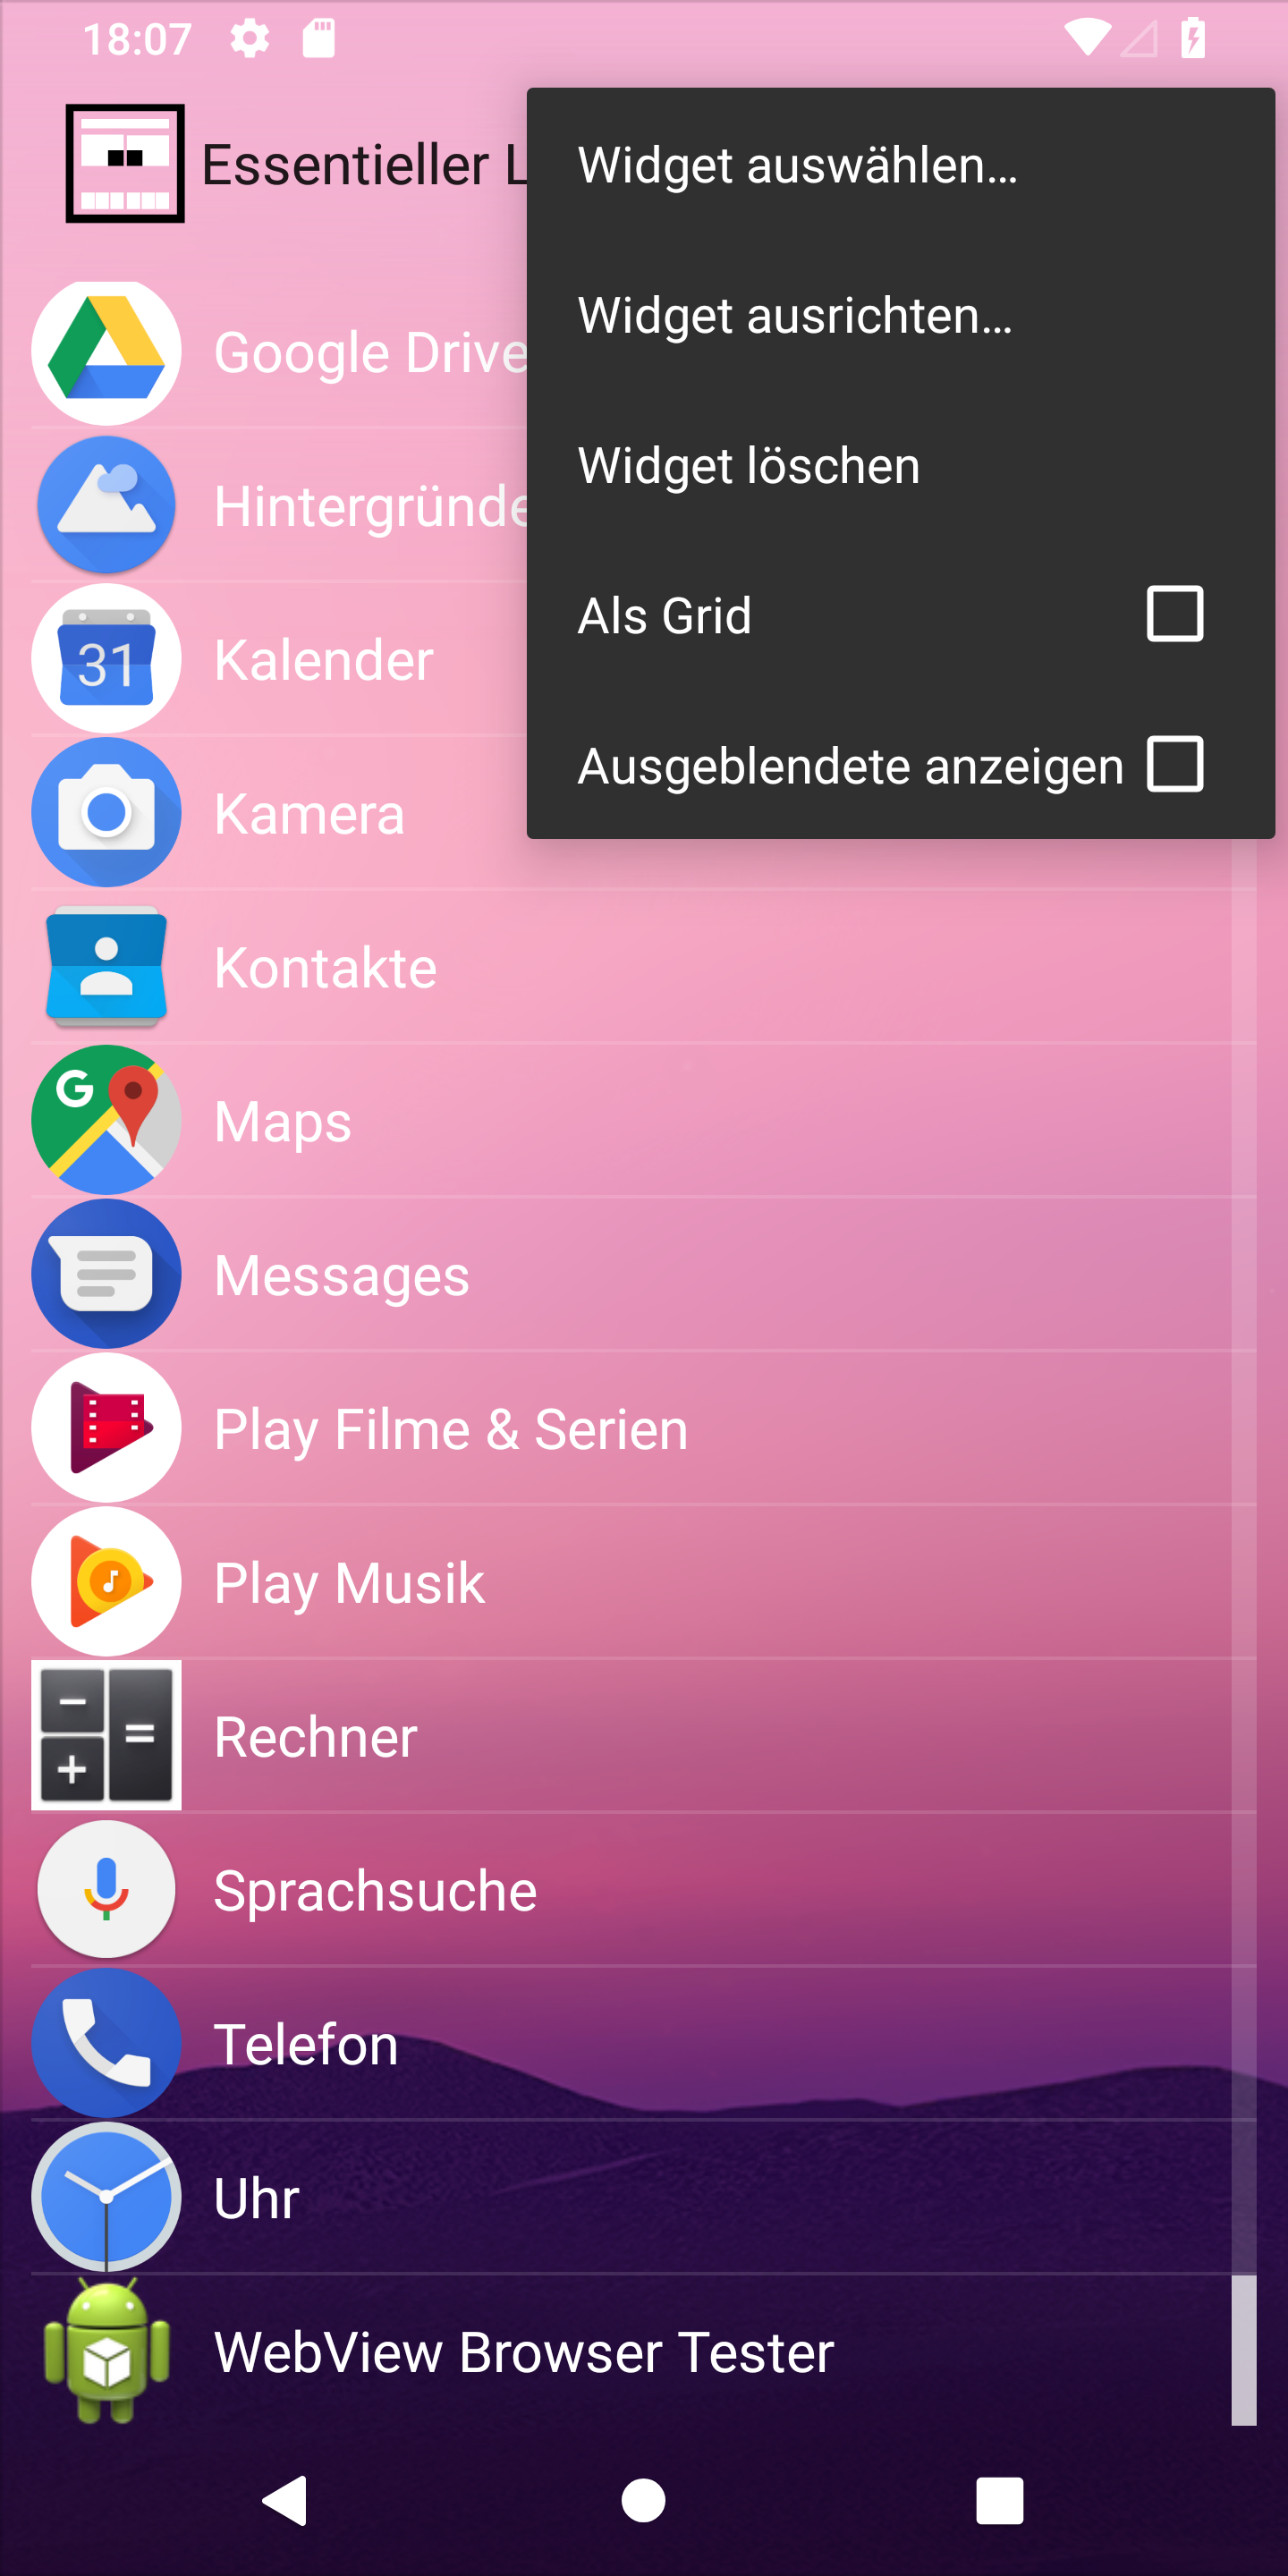 18:07
Essentieller L
Widget auswählen…
Widget ausrichten…
Widget löschen
Als Grid
Ausgeblendete anzeigen
Google Drive
Hintergründe
31
Kalender
Kamera
Kontakte
G
Maps
Messages
Play Filme & Serien
Play Musik
− = +
Rechner
Sprachsuche
Telefon
Uhr
WebView Browser Tester